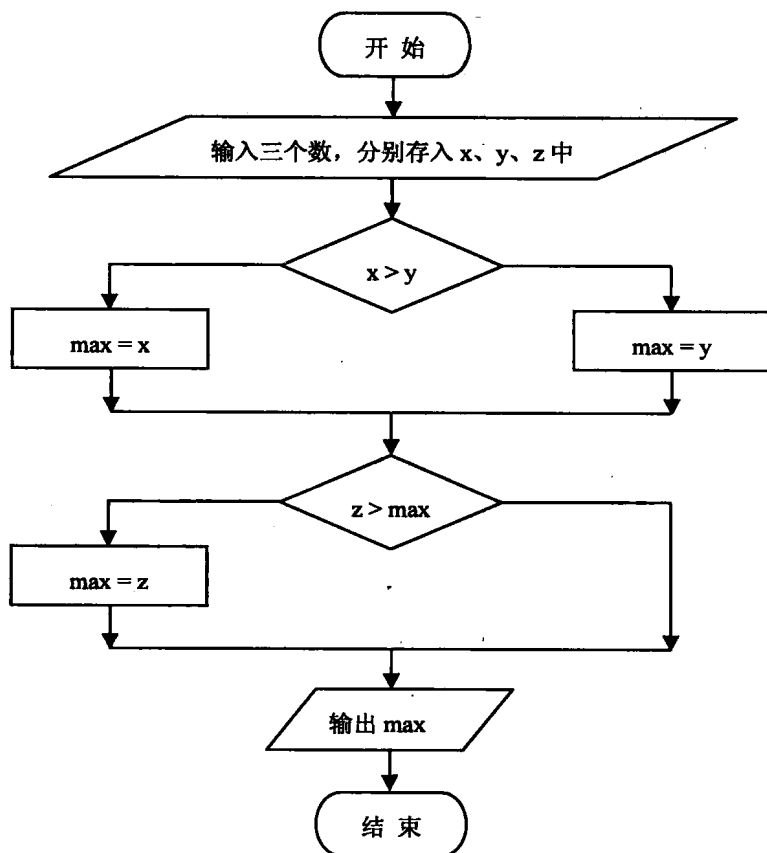 开 始
输入三个数，分别存入 x、y、z 中
x > y
max = x
max = y
z > max
max = z
输出 max
结 束